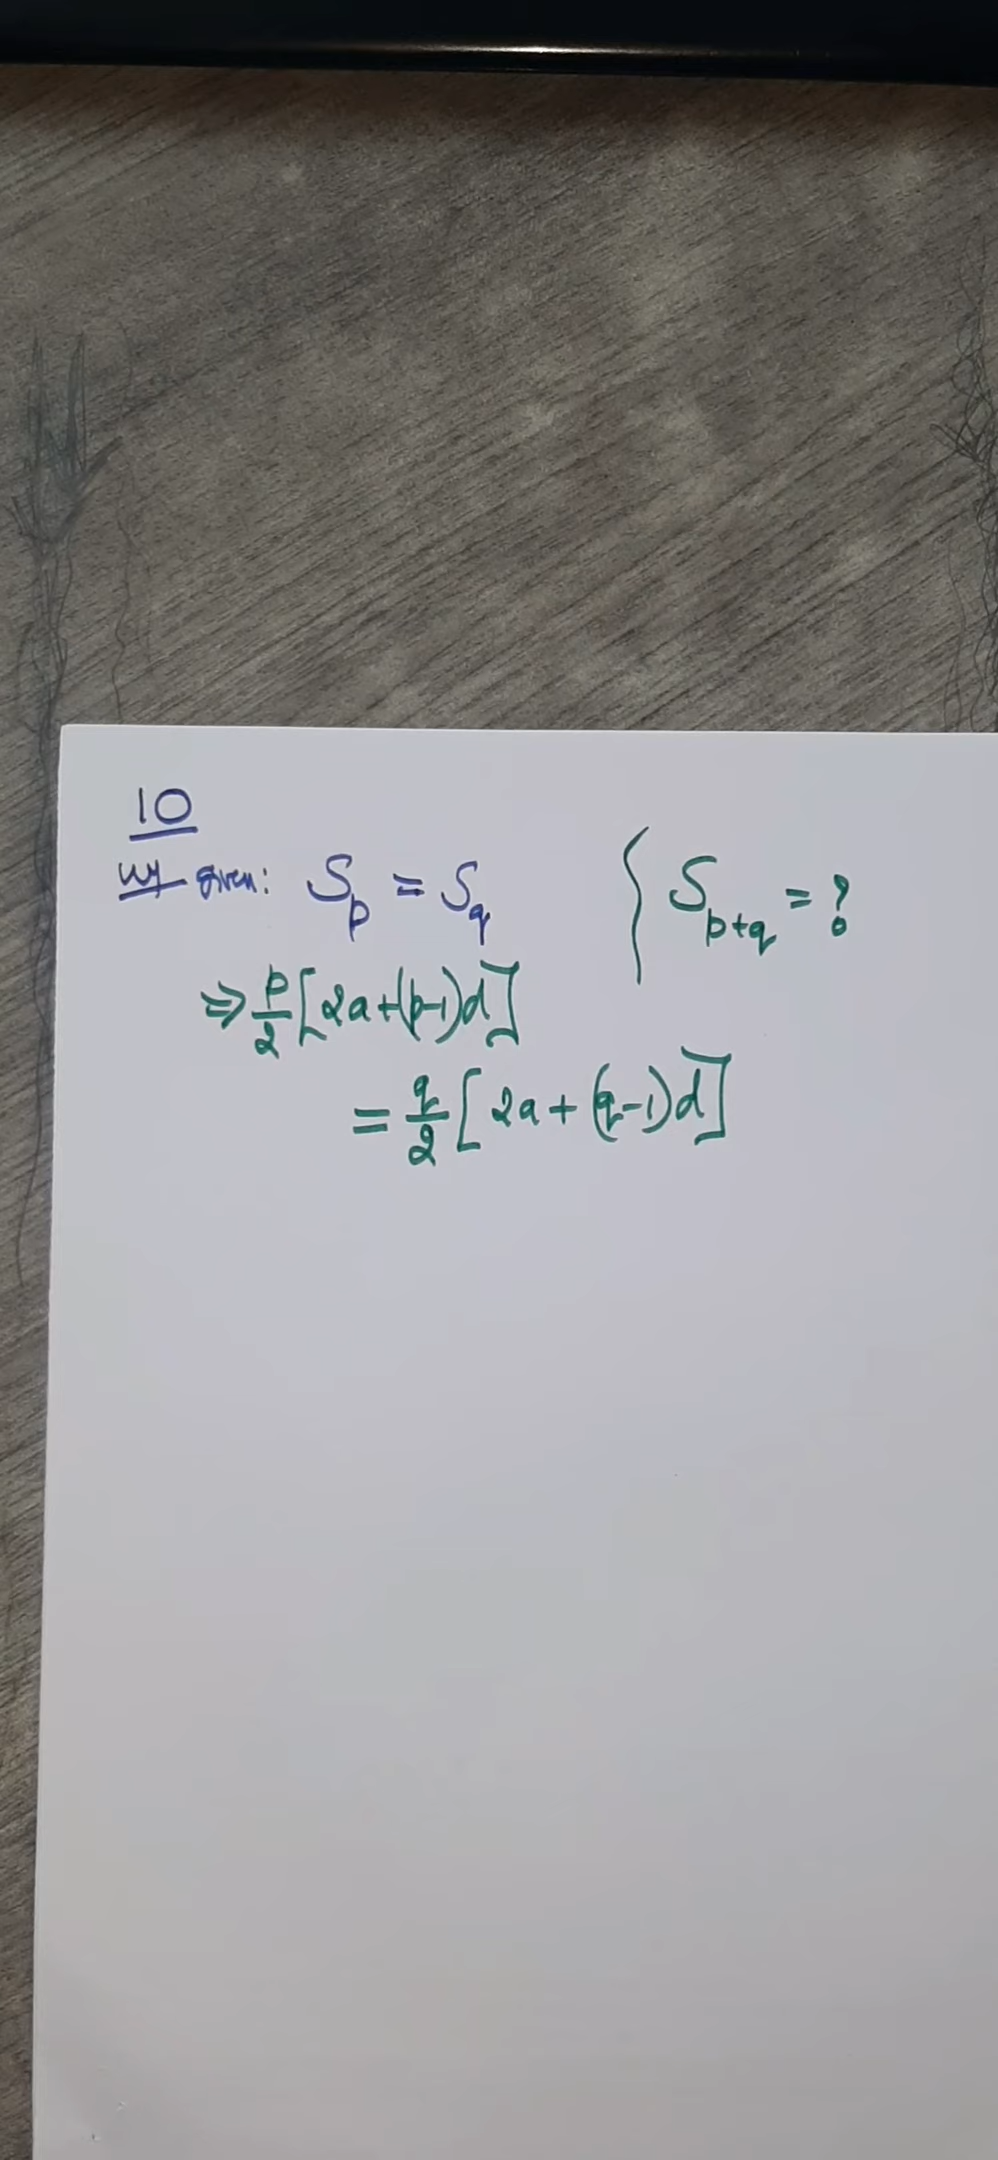 10
given: Sp = Sq { Sp+q = ?
⇒ p/2 [2a+(p-1)d]
= q/2 [2a+(q-1)d]